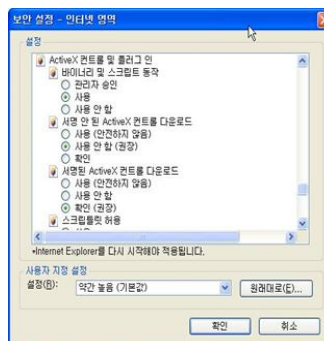 보안 설정 - 인터넷 영역
설정
ActiveX 컨트롤 및 플러그 인
바이너리 및 스크립트 동작
관리자 승인
사용
사용 안 함
서명 안 된 ActiveX 컨트롤 다운로드
사용 (안전하지 않음)
사용 안 함 (권장)
확인
서명된 ActiveX 컨트롤 다운로드
사용 (안전하지 않음)
사용 안 함
확인 (권장)
스크립틀릿 허용
*Internet Explorer를 다시 시작해야 적용됩니다.
사용자 지정 설정
설정(R): 약간 높음 (기본값) 원래대로(E)...
확인 취소